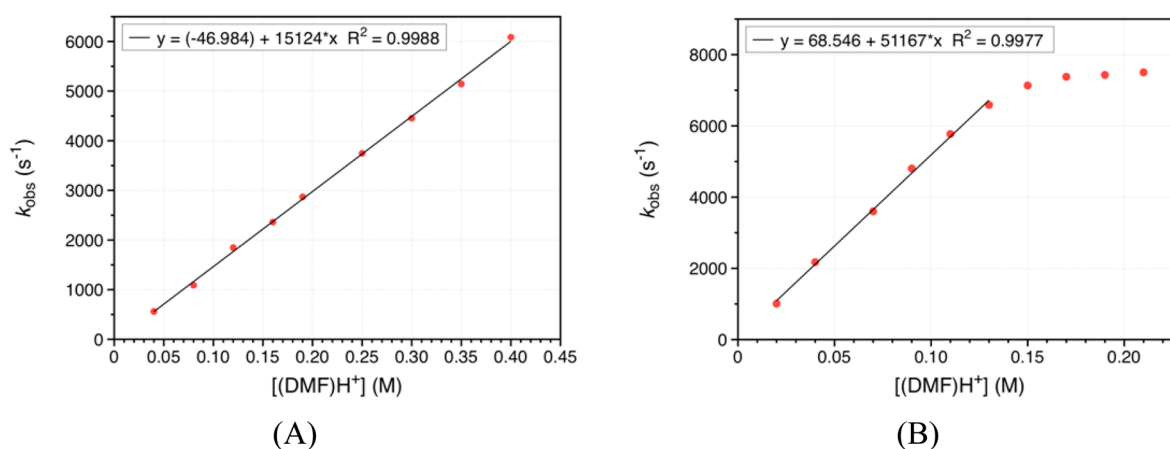 y = (-46.984) + 15124*x R² = 0.9988
6000
5000
4000
3000
2000
1000
0
k_obs (s⁻¹)
0 0.05 0.10 0.15 0.20 0.25 0.30 0.35 0.40 0.45
[(DMF)H⁺] (M)
(A)
y = 68.546 + 51167*x R² = 0.9977
8000
6000
4000
2000
0
k_obs (s⁻¹)
0 0.05 0.10 0.15 0.20
[(DMF)H⁺] (M)
(B)